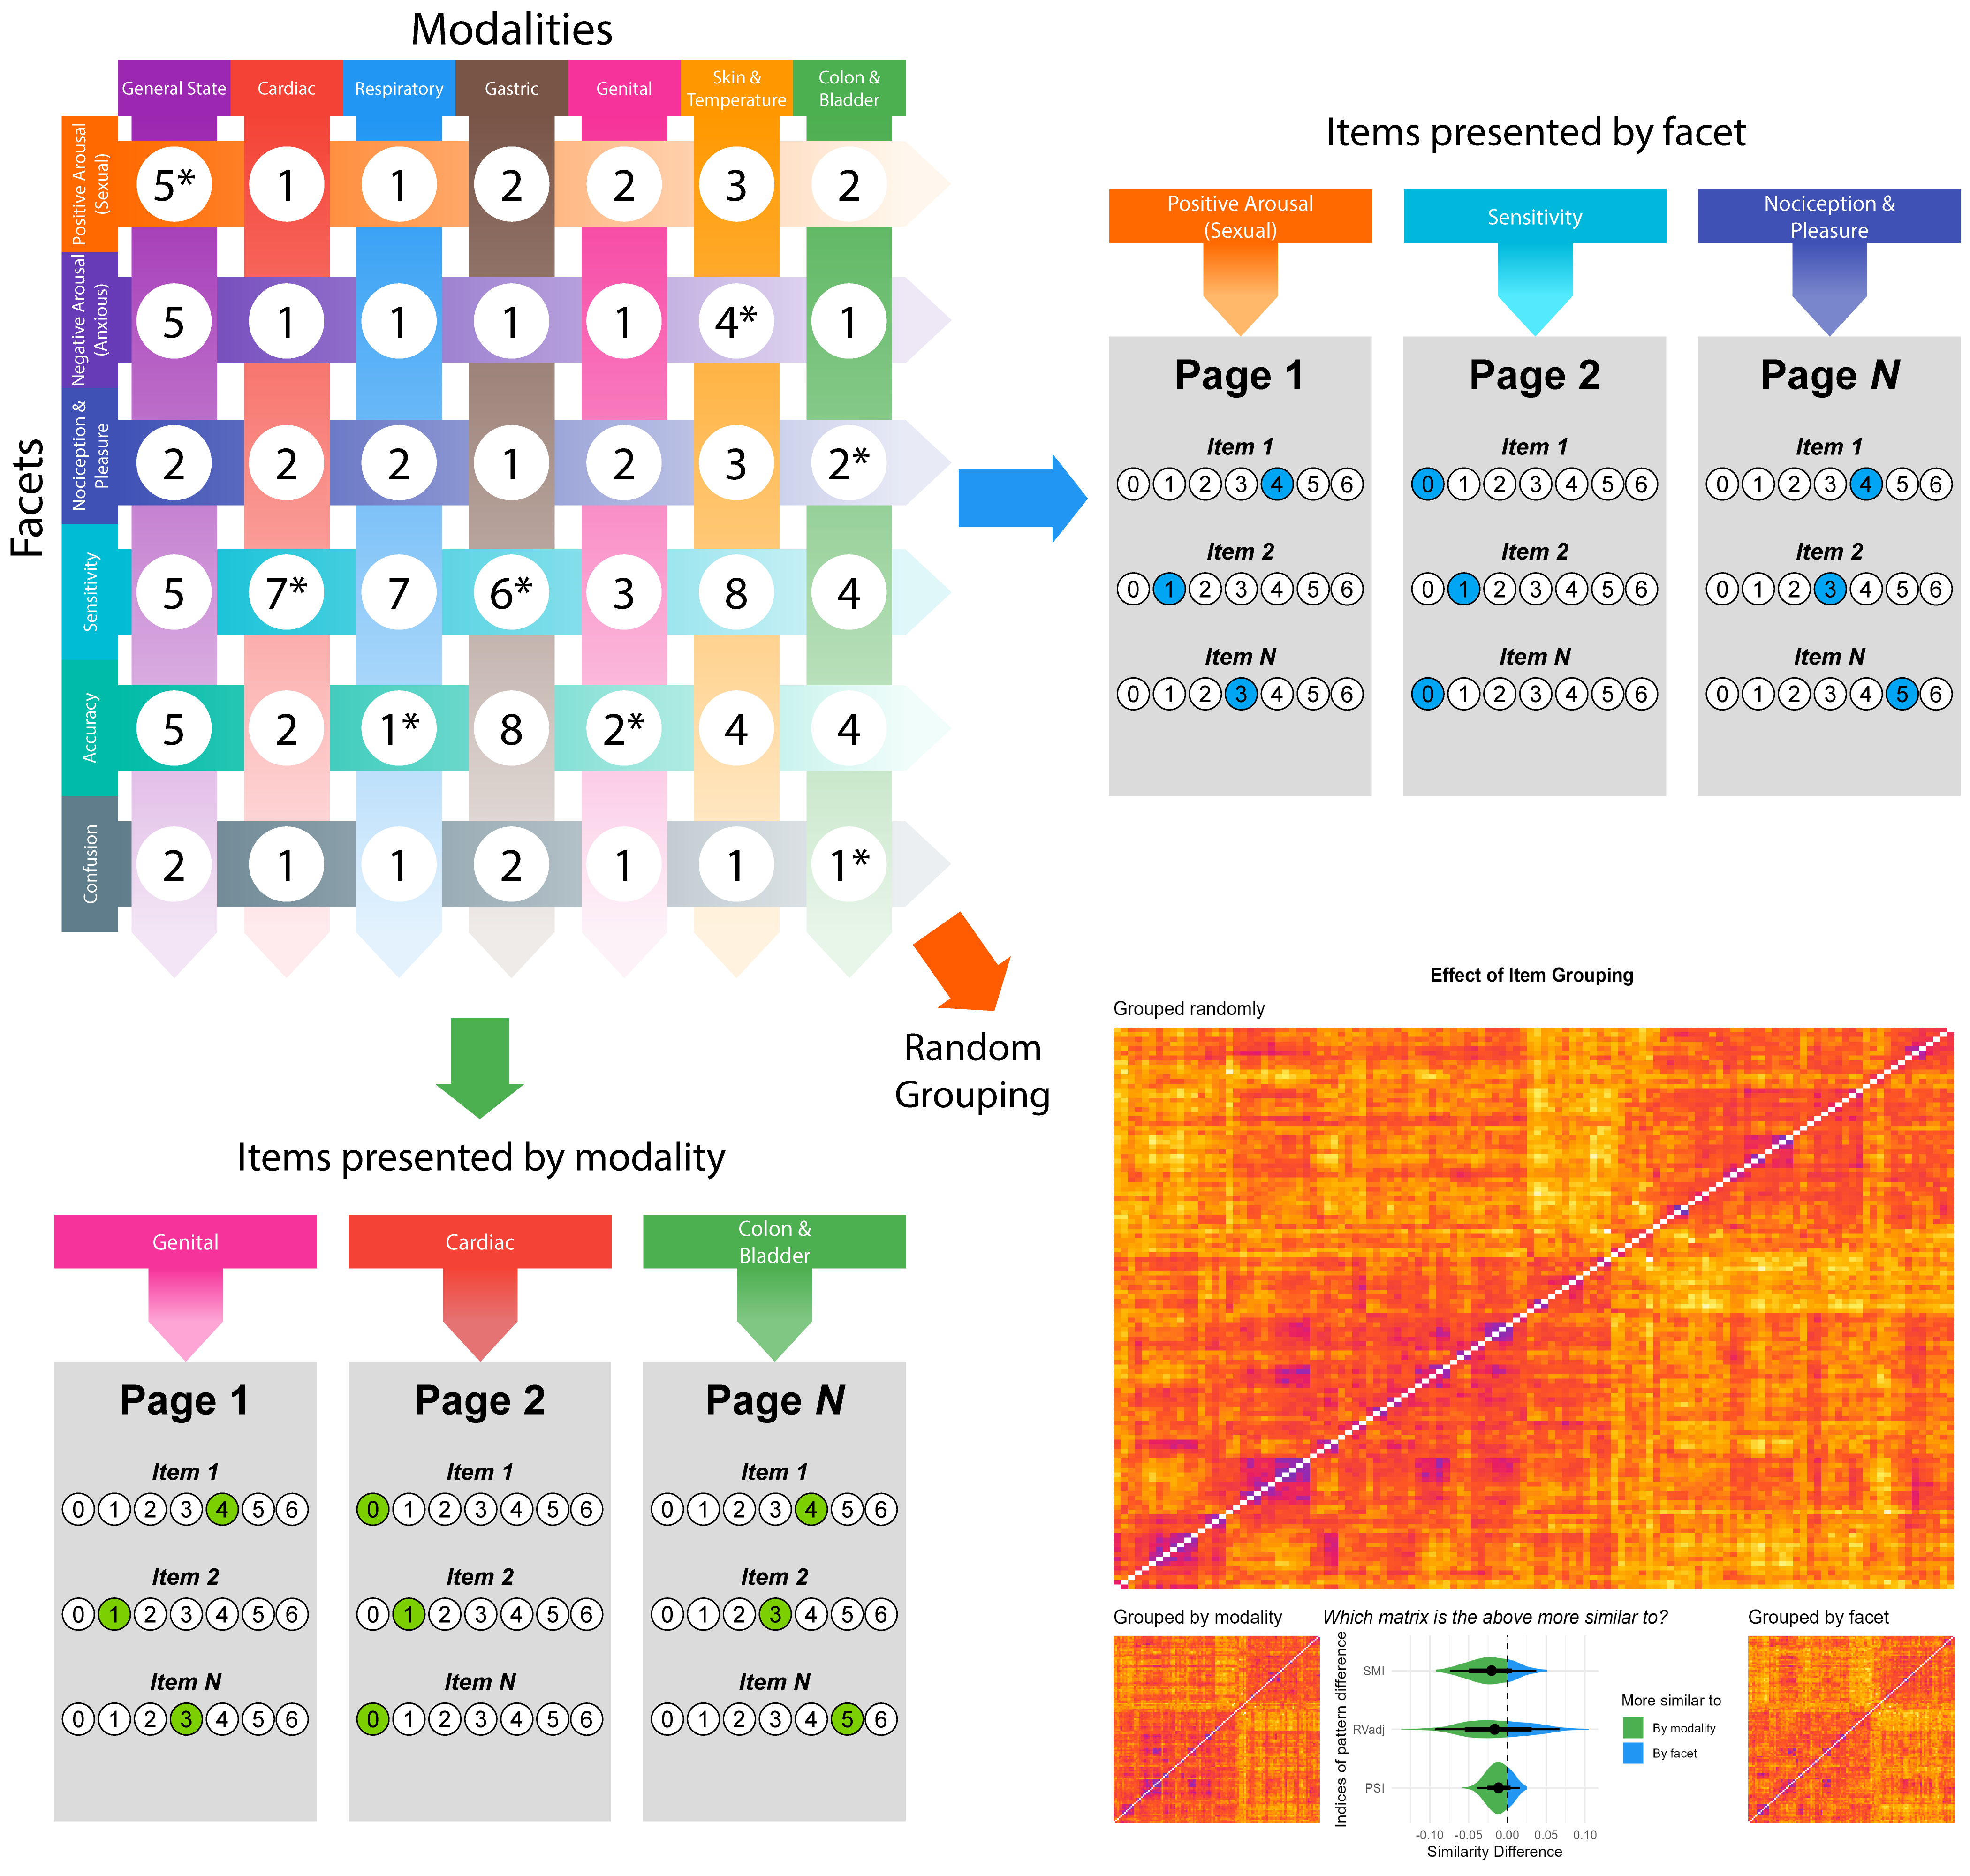 Modalities
General State Cardiac Respiratory Gastric Genital Skin & Temperature Colon & Bladder
Facets
Positive Arousal (Sexual)
5* 1 1 2 2 3 2
Negative Arousal (Anxious)
5 1 1 1 1 4* 1
Nociception & Pleasure
2 2 2 1 2 3 2*
Sensitivity
5 7* 7 6* 3 8 4
Accuracy
5 2 1* 8 2* 4 4
Confusion
2 1 1 2 1 1 1*
Items presented by facet
Positive Arousal (Sexual)
Sensitivity
Nociception & Pleasure
Page 1
Item 1
0 1 2 3 4 5 6
Item 2
0 1 2 3 4 5 6
Item N
0 1 2 3 4 5 6
Page 2
Item 1
0 1 2 3 4 5 6
Item 2
0 1 2 3 4 5 6
Item N
0 1 2 3 4 5 6
Page N
Item 1
0 1 2 3 4 5 6
Item 2
0 1 2 3 4 5 6
Item N
0 1 2 3 4 5 6
Random
Grouping
Items presented by modality
Genital
Cardiac
Colon &
Bladder
Page 1
Item 1
0 1 2 3 4 5 6
Item 2
0 1 2 3 4 5 6
Item N
0 1 2 3 4 5 6
Page 2
Item 1
0 1 2 3 4 5 6
Item 2
0 1 2 3 4 5 6
Item N
0 1 2 3 4 5 6
Page N
Item 1
0 1 2 3 4 5 6
Item 2
0 1 2 3 4 5 6
Item N
0 1 2 3 4 5 6
Effect of Item Grouping
Grouped randomly
Grouped by modality
Which matrix is the above more similar to?
Grouped by facet
Indices of pattern difference
SMI
RVadj
PSI
-0.10 -0.05 0.00 0.05 0.10
Similarity Difference
More similar to
By modality
By facet